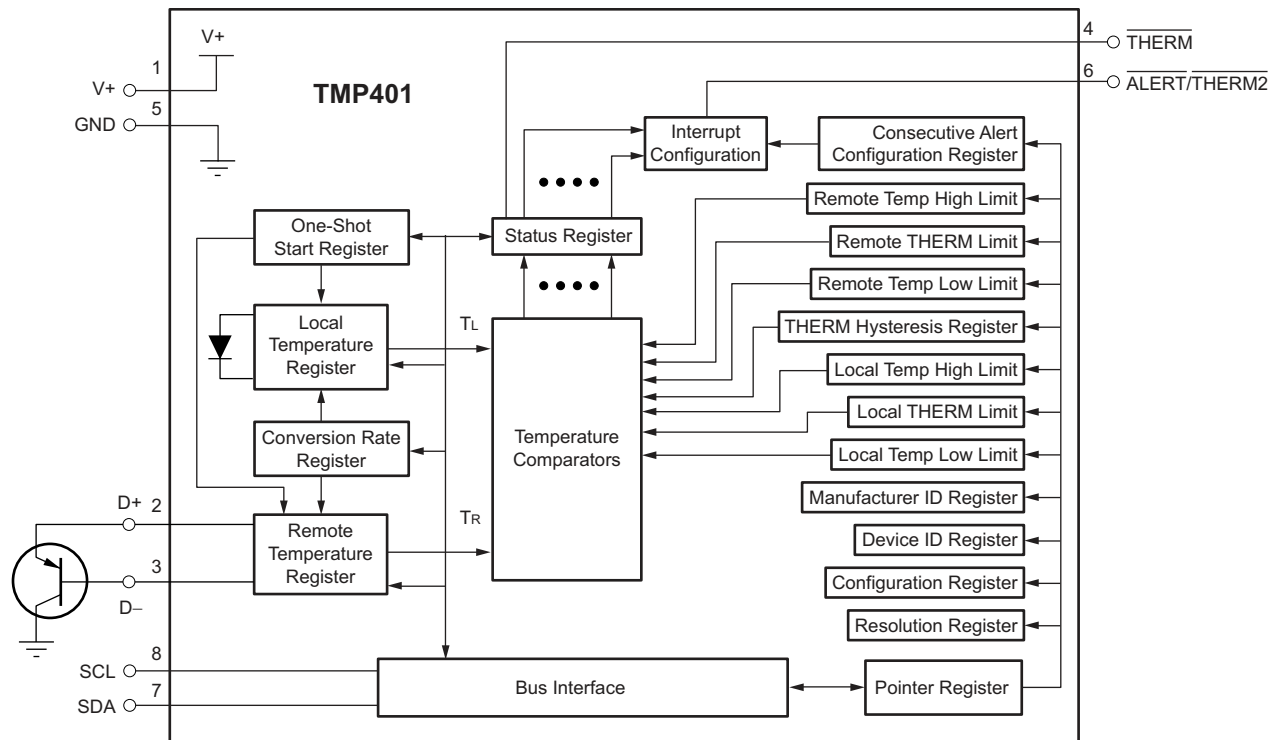 V+
4
THERM
1
6
V+
ALERT/THERM2
TMP401
5
GND
Interrupt
Configuration
Consecutive Alert
Configuration Register
Remote Temp High Limit
One-Shot
Start Register
Status Register
Remote THERM Limit
Remote Temp Low Limit
Local
Temperature
Register
TL
THERM Hysteresis Register
Local Temp High Limit
Local THERM Limit
Conversion Rate
Register
Temperature
Comparators
Local Temp Low Limit
Manufacturer ID Register
D+
2
Remote
Temperature
Register
TR
Device ID Register
3
D–
Configuration Register
Resolution Register
8
SCL
Bus Interface
Pointer Register
7
SDA